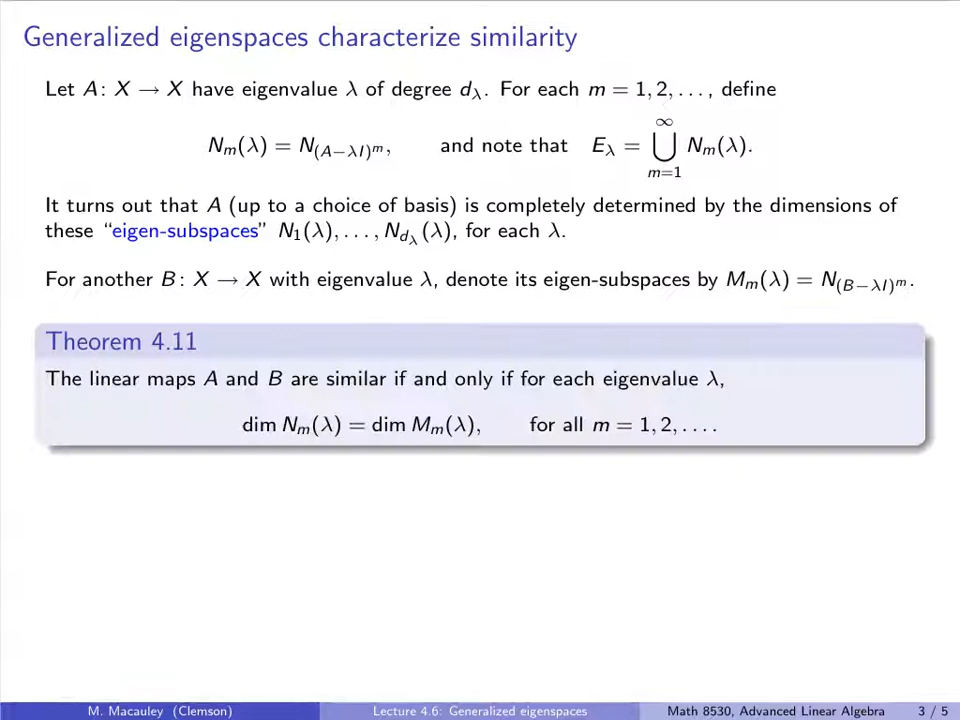 Generalized eigenspaces characterize similarity
Let A: X → X have eigenvalue λ of degree d_λ. For each m = 1, 2, . . . , define
N_m(λ) = N_{(A−λI)^m}, and note that E_λ = ⋃_{m=1}^{∞} N_m(λ).
It turns out that A (up to a choice of basis) is completely determined by the dimensions of
these “eigen-subspaces” N_1(λ), . . . , N_{d_λ}(λ), for each λ.
For another B: X → X with eigenvalue λ, denote its eigen-subspaces by M_m(λ) = N_{(B−λI)^m}.
Theorem 4.11
The linear maps A and B are similar if and only if for each eigenvalue λ,
dim N_m(λ) = dim M_m(λ), for all m = 1, 2, . . . .
M. Macauley (Clemson) Lecture 4.6: Generalized eigenspaces Math 8530, Advanced Linear Algebra 3 / 5